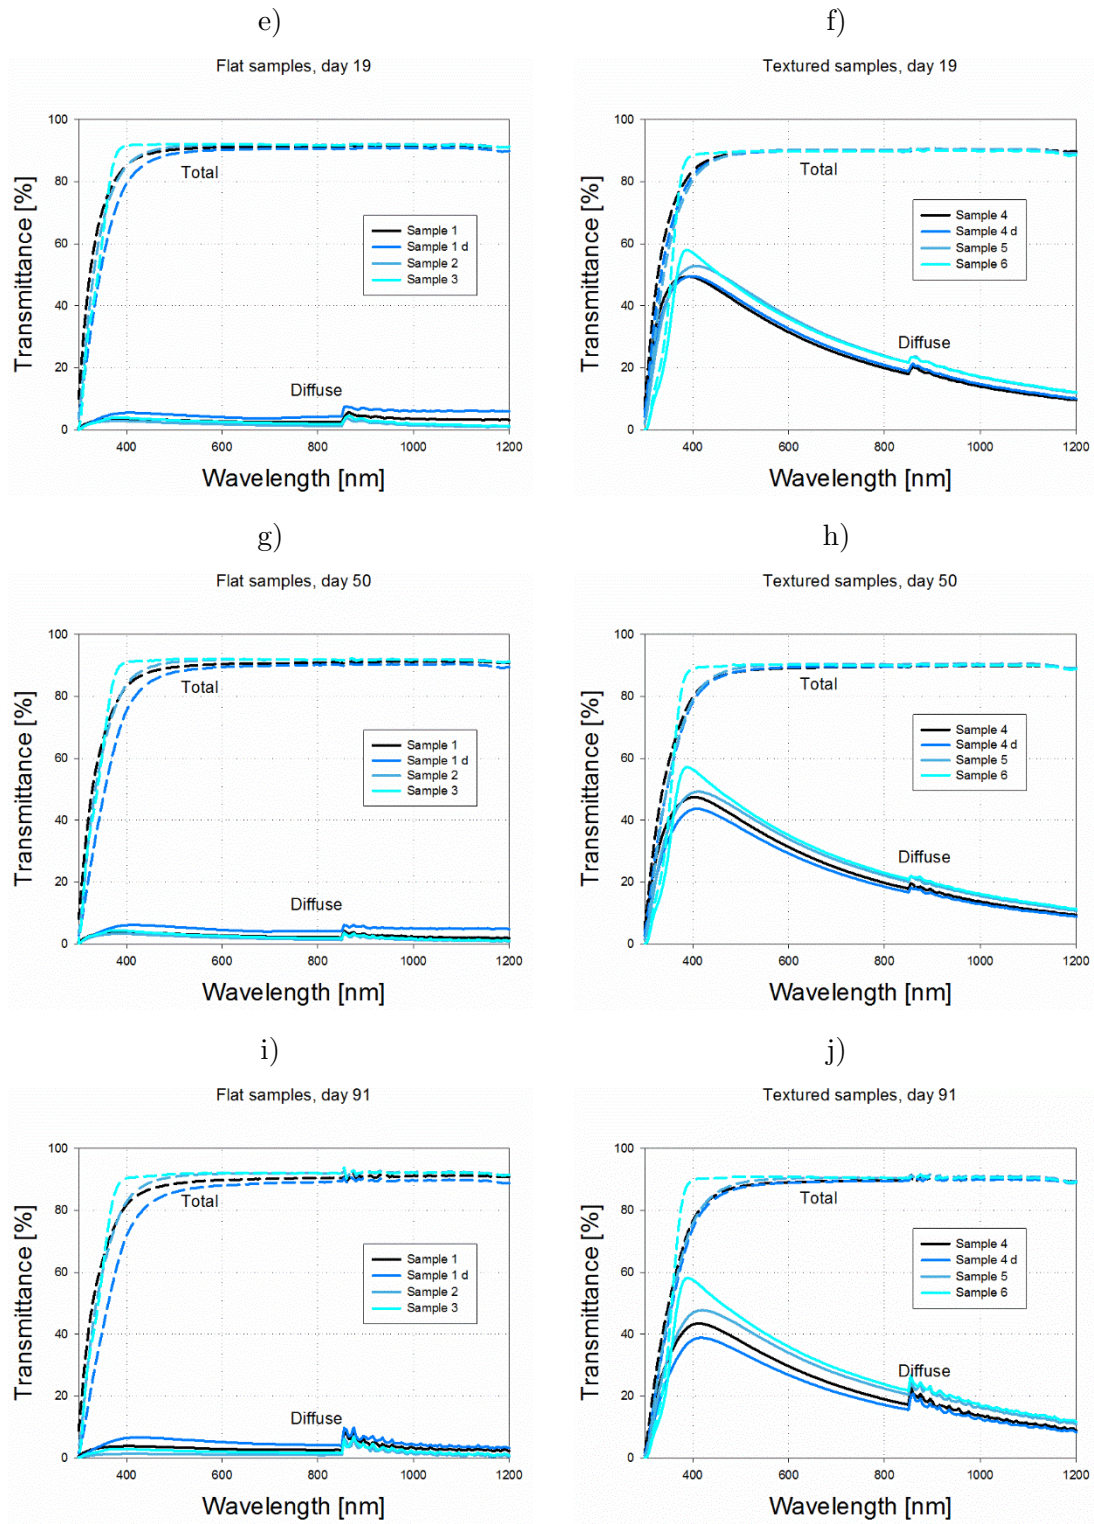 e)
Flat samples, day 19
Transmittance [%]
100
80
60
40
20
0
Total
Sample 1
Sample 1 d
Sample 2
Sample 3
Diffuse
400
600
800
1000
1200
Wavelength [nm]
f)
Textured samples, day 19
Transmittance [%]
100
80
60
40
20
0
Total
Sample 4
Sample 4 d
Sample 5
Sample 6
Diffuse
400
600
800
1000
1200
Wavelength [nm]
g)
Flat samples, day 50
Transmittance [%]
100
80
60
40
20
0
Total
Sample 1
Sample 1 d
Sample 2
Sample 3
Diffuse
400
600
800
1000
1200
Wavelength [nm]
h)
Textured samples, day 50
Transmittance [%]
100
80
60
40
20
0
Total
Sample 4
Sample 4 d
Sample 5
Sample 6
Diffuse
400
600
800
1000
1200
Wavelength [nm]
i)
Flat samples, day 91
Transmittance [%]
100
80
60
40
20
0
Total
Sample 1
Sample 1 d
Sample 2
Sample 3
Diffuse
400
600
800
1000
1200
Wavelength [nm]
j)
Textured samples, day 91
Transmittance [%]
100
80
60
40
20
0
Total
Sample 4
Sample 4 d
Sample 5
Sample 6
Diffuse
400
600
800
1000
1200
Wavelength [nm]